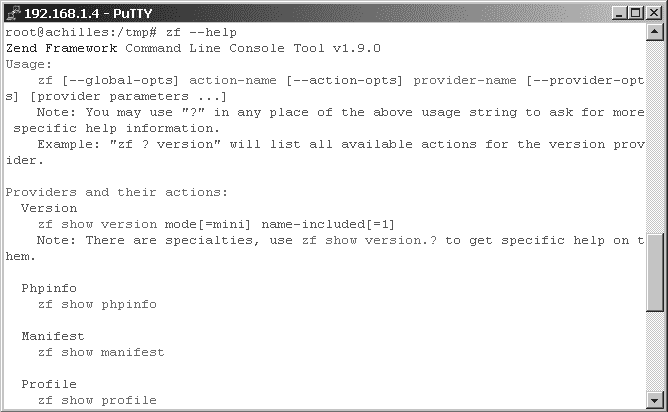 192.168.1.4 - PuTTY
root@achilles:/tmp# zf --help
Zend Framework Command Line Console Tool v1.9.0
Usage:
    zf [--global-opts] action-name [--action-opts] provider-name [--provider-opt
s] [provider parameters ...]
    Note: You may use "?" in any place of the above usage string to ask for more
 specific help information.
    Example: "zf ? version" will list all available actions for the version prov
ider.

Providers and their actions:
  Version
    zf show version mode[=mini] name-included[=1]
    Note: There are specialties, use zf show version.? to get specific help on t
hem.

  Phpinfo
    zf show phpinfo

  Manifest
    zf show manifest

  Profile
    zf show profile